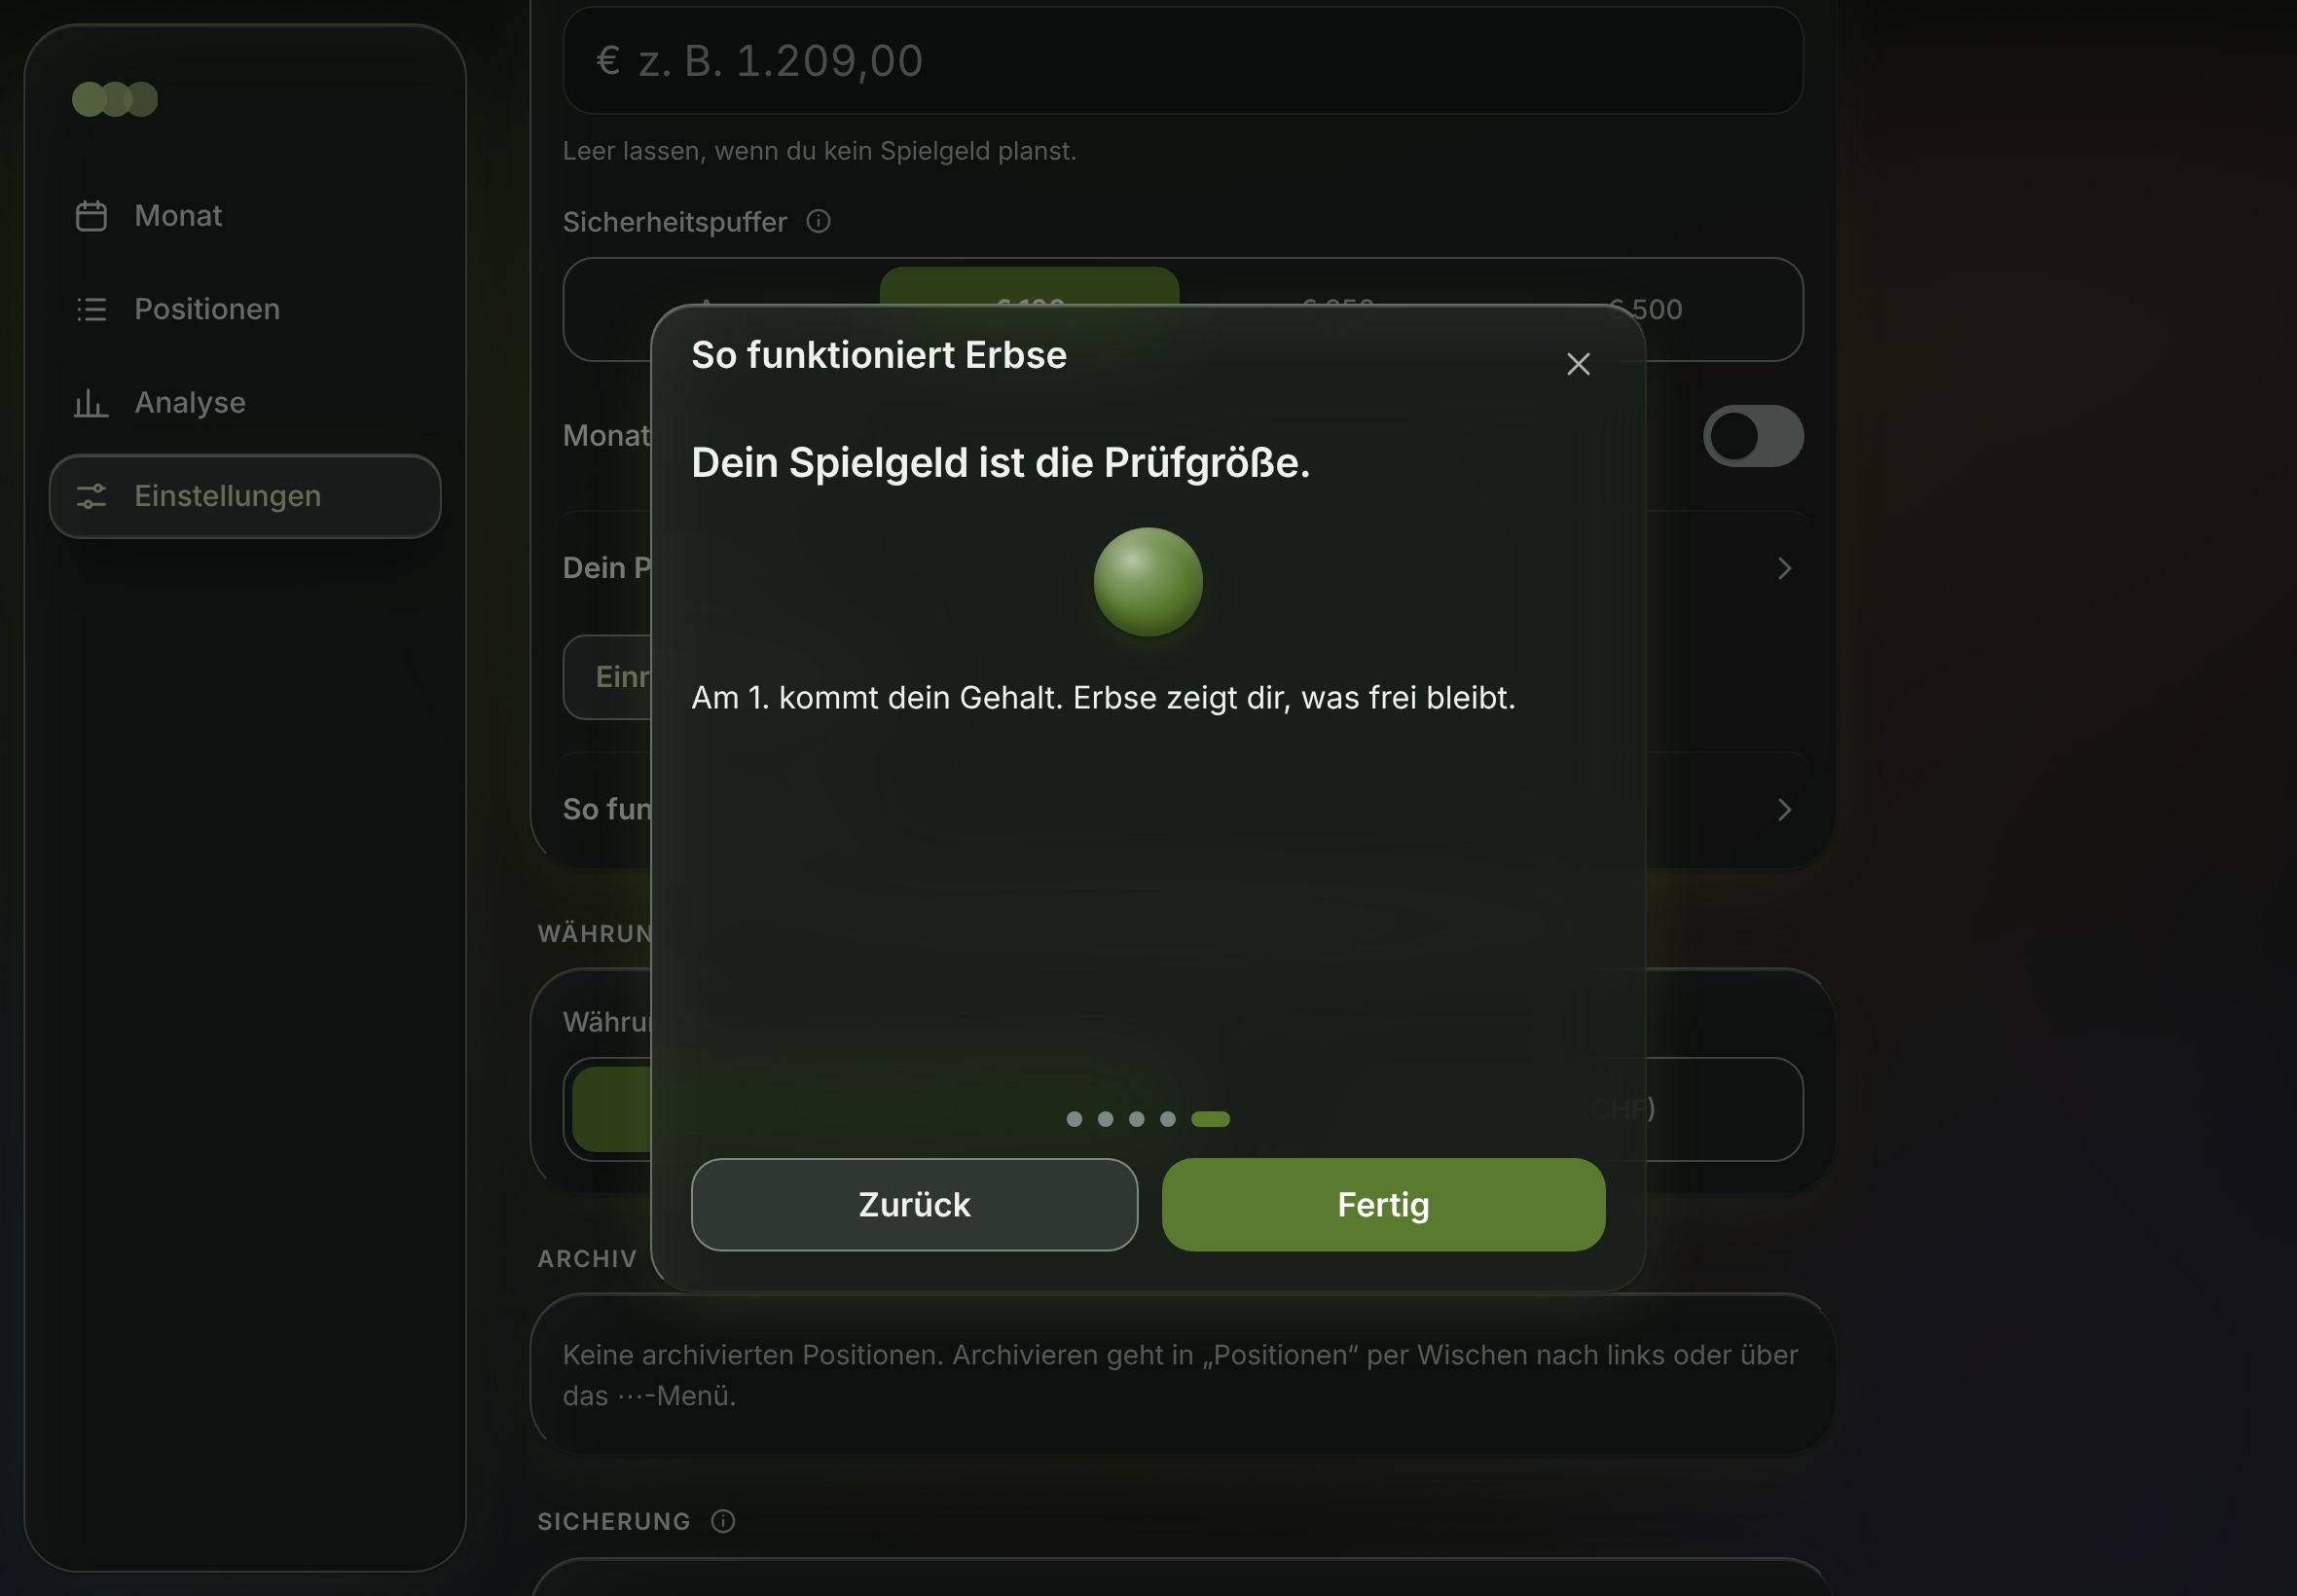 € z. B. 1.209,00
Leer lassen, wenn du kein Spielgeld planst.
Sicherheitspuffer
€ 500
Monat
Positionen
Analyse
Einstellungen
So funktioniert Erbse
Dein Spielgeld ist die Prüfgröße.
Am 1. kommt dein Gehalt. Erbse zeigt dir, was frei bleibt.
Zurück
Fertig
Monat
Dein P
Einr
So fun
WÄHRUN
Währu
CHF)
ARCHIV
Keine archivierten Positionen. Archivieren geht in „Positionen“ per Wischen nach links oder über
das ···-Menü.
SICHERUNG